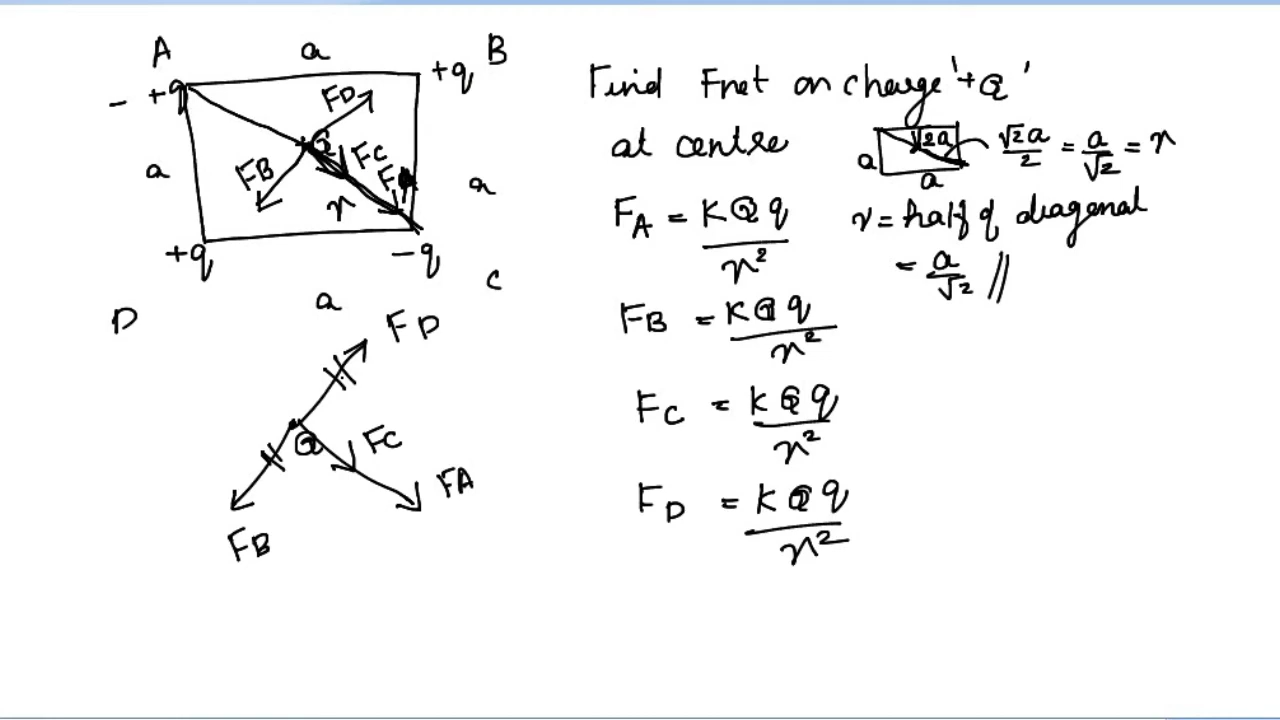 A
a
B
- +q
+q
FD
a
Q
FC
FB
F
r
a
+q
-q
D
a
C
FD
Q
FC
FA
FB
Find Fnet on charge '+Q'
at centre
a √2a a √2a/2 = a/√2 = r
FA = KQq/r²
r = half of diagonal
= a/√2 //
FB = KQq/r²
FC = KQq/r²
FD = KQq/r²